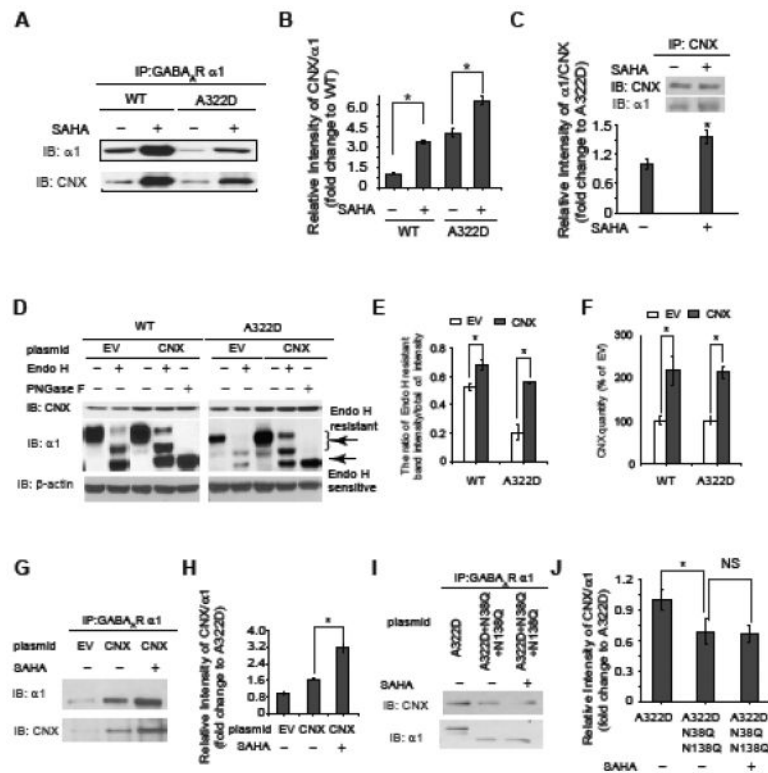 A
IP:GABA_AR α1
WT A322D
SAHA − + − +
IB: α1
IB: CNX
B
Relative Intensity of CNX/α1
(fold change to WT)
6.0
4.5
3.0
1.5
0.0
* *
SAHA − + − +
WT A322D
C
IP: CNX
SAHA − +
IB: CNX
IB: α1
Relative Intensity of α1/CNX
(fold change to A322D)
1.5
1.2
0.9
0.6
*
SAHA − +
D
WT A322D
plasmid EV CNX EV CNX
Endo H − + − + − + − +
PNGase F + +
IB: CNX
IB: α1
IB: β-actin
Endo H
resistant
Endo H
sensitive
E
EV CNX
The ratio of Endo H resistant
band intensity/total α1 intensity
0.8
0.6
0.4
0.2
0.0
* *
WT A322D
F
EV CNX
CNX quantity (% of EV)
300
200
100
0
* *
WT A322D
G
IP:GABA_AR α1
plasmid EV CNX CNX
SAHA − − +
IB: α1
IB: CNX
H
Relative Intensity of CNX/α1
(fold change to A322D)
4.0
3.2
2.4
1.6
0.8
0.0
*
plasmid EV CNX CNX
SAHA − − +
I
IP:GABA_AR α1
plasmid
A322D
A322D+N38Q
+N138Q
A322D+N38Q
+N138Q
SAHA − − +
IB: CNX
IB: α1
J
Relative Intensity of CNX/α1
(fold change to A322D)
1.2
0.9
0.6
0.3
0.0
* NS
A322D A322D A322D
N38Q N38Q
N138Q N138Q
SAHA − − +